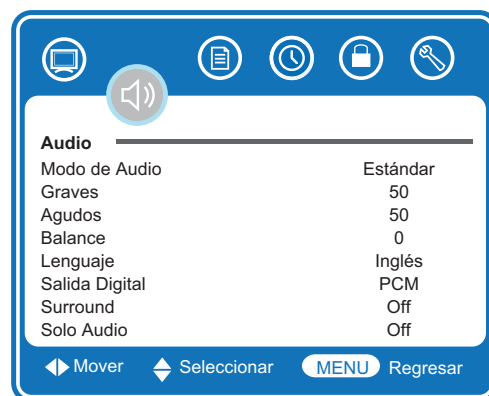 Audio
Modo de Audio Estándar
Graves 50
Agudos 50
Balance 0
Lenguaje Inglés
Salida Digital PCM
Surround Off
Solo Audio Off
Mover Seleccionar MENU Regresar